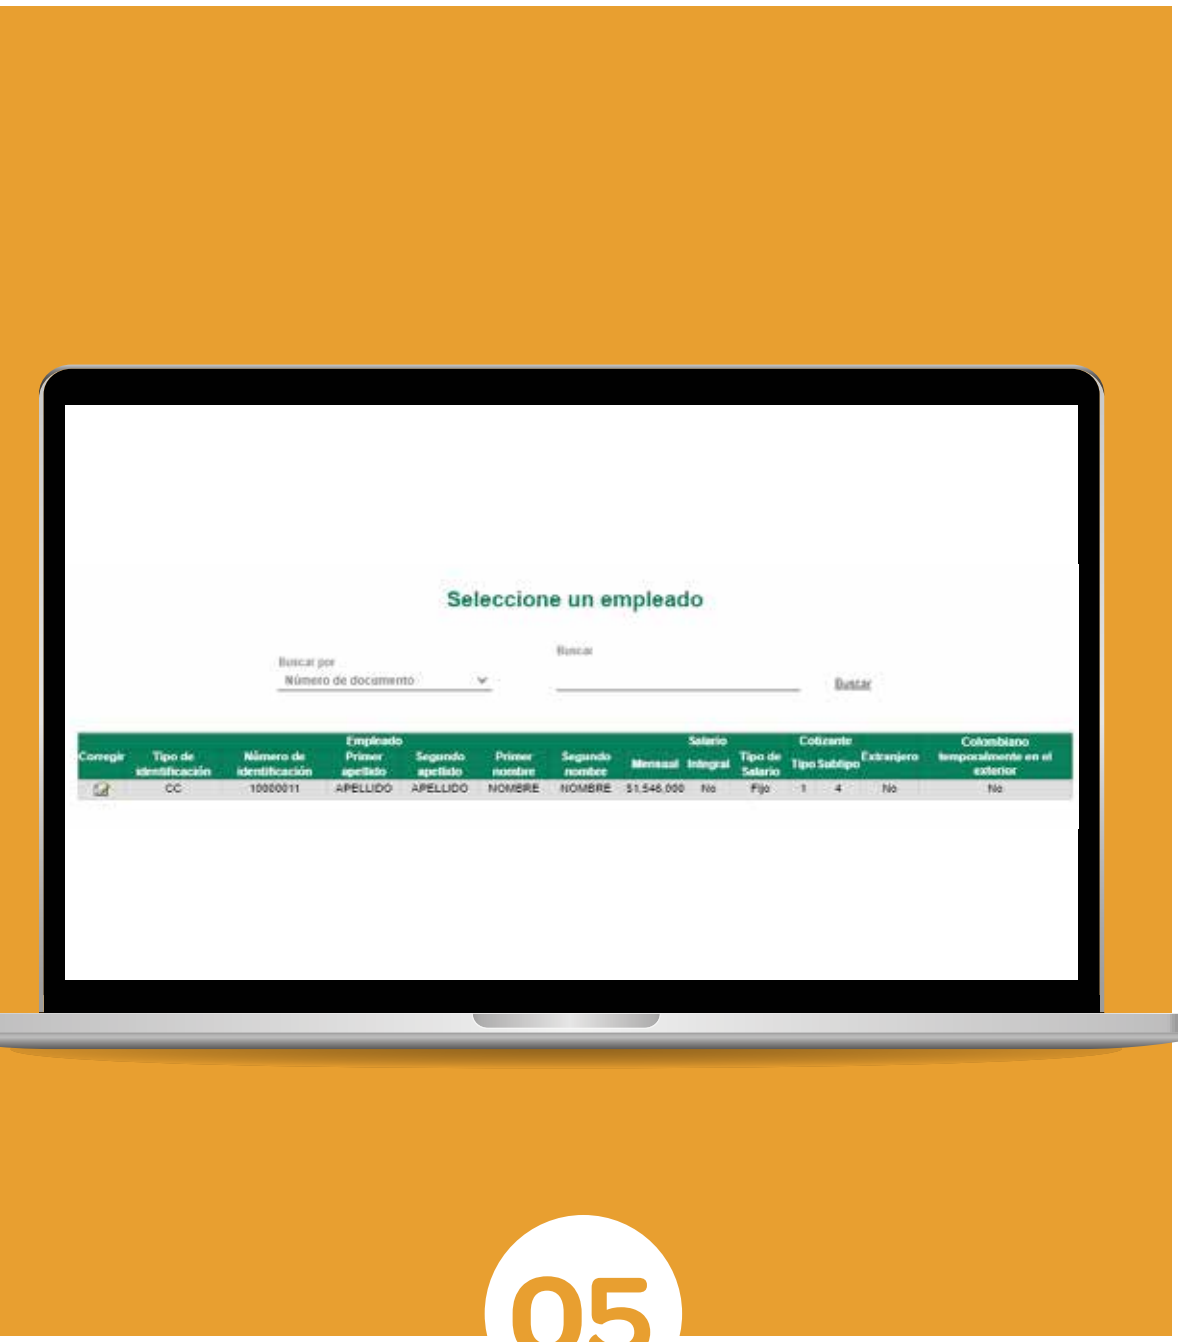 Seleccione un empleado
Buscar
Buscar por
Número de documento
Buscar
Empleado Salario Cotizante
Corregir Tipo de identificación Número de identificación Primer apellido Segundo apellido Primer nombre Segundo nombre Mensual Integral Tipo de Salario Tipo Subtipo Extranjero Colombiano temporalmente en el exterior
CC 10000011 APELLIDO APELLIDO NOMBRE NOMBRE $1,546,000 No Fijo 1 4 No No
05